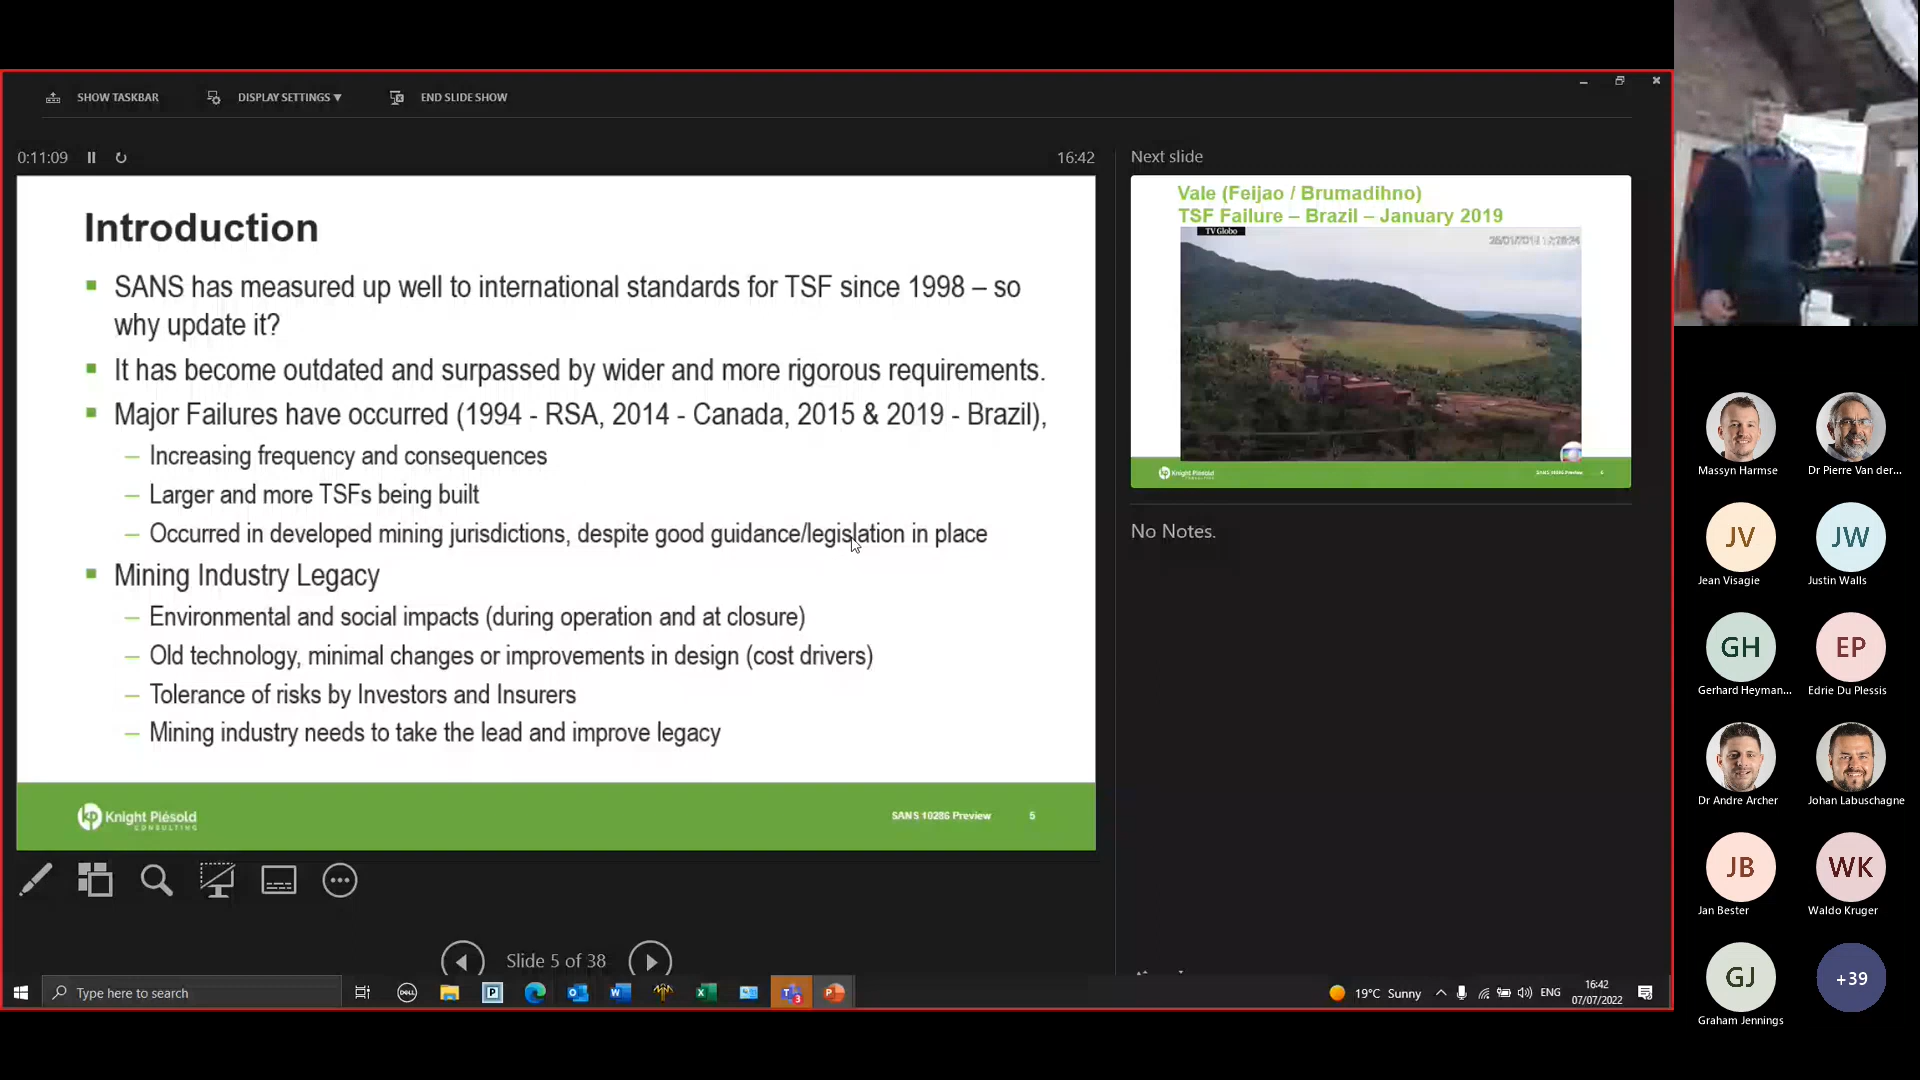 SHOW TASKBAR
DISPLAY SETTINGS ▼
END SLIDE SHOW
0:11:09
16:42
Introduction
▪ SANS has measured up well to international standards for TSF since 1998 – so
why update it?
▪ It has become outdated and surpassed by wider and more rigorous requirements.
▪ Major Failures have occurred (1994 - RSA, 2014 - Canada, 2015 & 2019 - Brazil),
– Increasing frequency and consequences
– Larger and more TSFs being built
– Occurred in developed mining jurisdictions, despite good guidance/legislation in place
▪ Mining Industry Legacy
– Environmental and social impacts (during operation and at closure)
– Old technology, minimal changes or improvements in design (cost drivers)
– Tolerance of risks by Investors and Insurers
– Mining industry needs to take the lead and improve legacy
kp Knight Piésold
CONSULTING
SANS 10286 Preview
5
Slide 5 of 38
Next slide
Vale (Feijao / Brumadihno)
TSF Failure – Brazil – January 2019
TV Globo
Knight Piésold
CONSULTING
SANS 10286 Preview
No Notes.
Type here to search
DELL
19°C Sunny
ENG
16:42
07/07/2022
Massyn Harmse
Dr Pierre Van der...
JV
Jean Visagie
JW
Justin Walls
GH
Gerhard Heyman...
EP
Edrie Du Plessis
Dr Andre Archer
Johan Labuschagne
JB
Jan Bester
WK
Waldo Kruger
GJ
Graham Jennings
+39